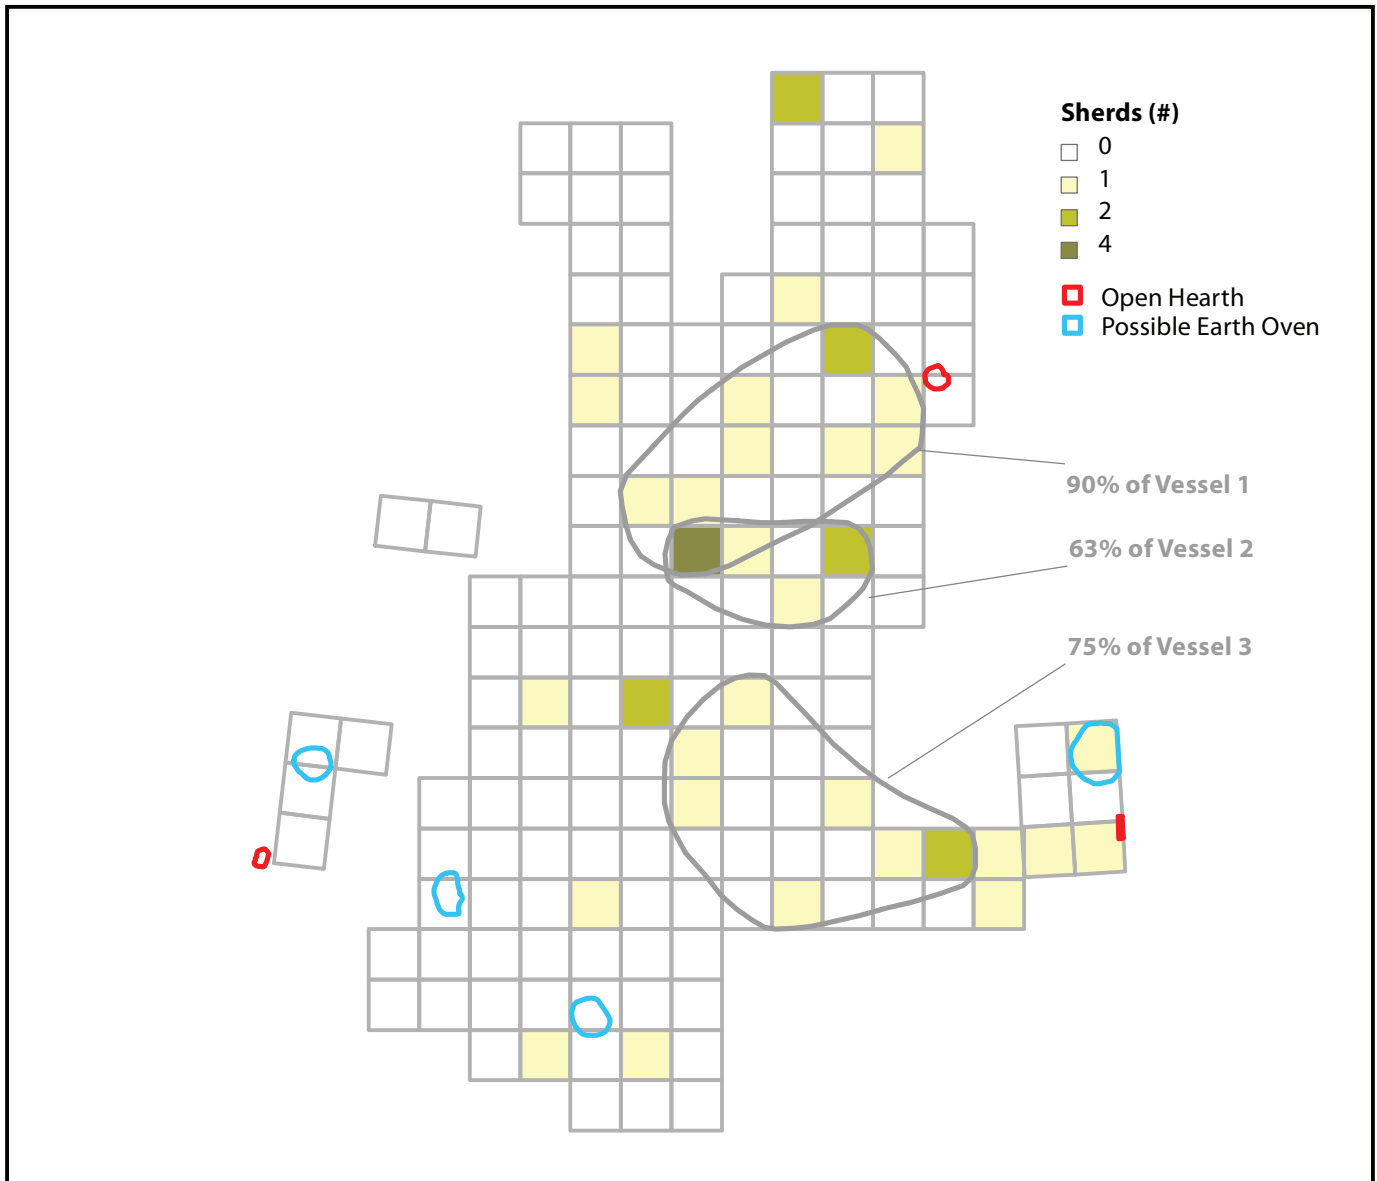 Sherds (#)
0
1
2
4
Open Hearth
Possible Earth Oven
90% of Vessel 1
63% of Vessel 2
75% of Vessel 3